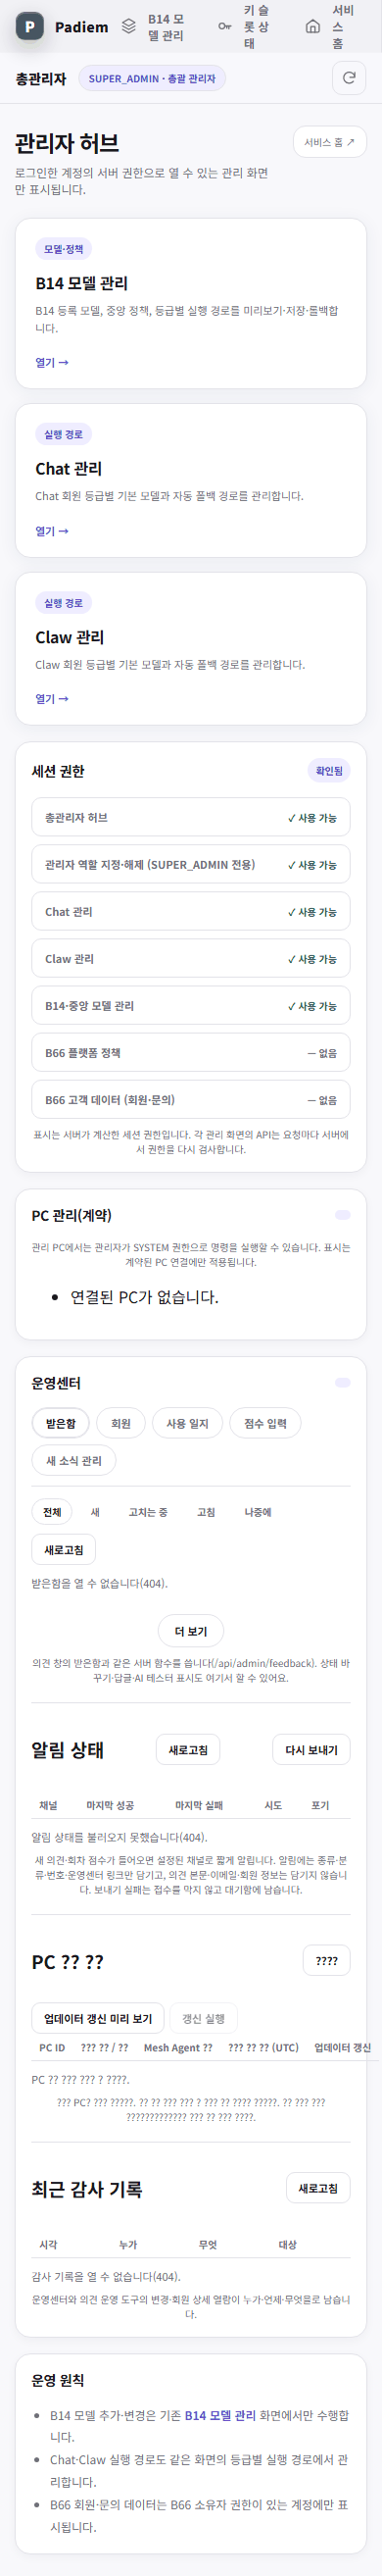 P Padiem
B14 모
델 관리
키 슬
롯 상
태
서비
스
홈
총관리자 SUPER_ADMIN · 총괄 관리자
관리자 허브
서비스 홈 ↗
로그인한 계정의 서버 권한으로 열 수 있는 관리 화면
만 표시됩니다.
모델·정책
B14 모델 관리
B14 등록 모델, 중앙 정책, 등급별 실행 경로를 미리보기·저장·롤백합
니다.
열기 →
실행 경로
Chat 관리
Chat 회원 등급별 기본 모델과 자동 폴백 경로를 관리합니다.
열기 →
실행 경로
Claw 관리
Claw 회원 등급별 기본 모델과 자동 폴백 경로를 관리합니다.
열기 →
세션 권한 확인됨
총관리자 허브 ✓ 사용 가능
관리자 역할 지정·해제 (SUPER_ADMIN 전용) ✓ 사용 가능
Chat 관리 ✓ 사용 가능
Claw 관리 ✓ 사용 가능
B14·중앙 모델 관리 ✓ 사용 가능
B66 플랫폼 정책 — 없음
B66 고객 데이터 (회원·문의) — 없음
표시는 서버가 계산한 세션 권한입니다. 각 관리 화면의 API는 요청마다 서버에
서 권한을 다시 검사합니다.
PC 관리(계약)
관리 PC에서는 관리자가 SYSTEM 권한으로 명령을 실행할 수 있습니다. 표시는
계약된 PC 연결에만 적용됩니다.
• 연결된 PC가 없습니다.
운영센터
받은함 회원 사용 일지 점수 입력
새 소식 관리
전체 새 고치는 중 고침 나중에
새로고침
받은함을 열 수 없습니다(404).
더 보기
의견 창의 받은함과 같은 서버 함수를 씁니다(/api/admin/feedback). 상태 바
꾸기·답글·AI 테스터 표시도 여기서 할 수 있어요.
알림 상태 새로고침 다시 보내기
채널 마지막 성공 마지막 실패 시도 포기
알림 상태를 불러오지 못했습니다(404).
새 의견·회차 점수가 들어오면 설정된 채널로 짧게 알립니다. 알림에는 종류·분
류·번호·운영센터 링크만 담기고, 의견 본문·이메일·회원 정보는 담기지 않습니
다. 보내기 실패는 접수를 막지 않고 대기함에 남습니다.
PC ?? ?? ????
업데이터 갱신 미리 보기 갱신 실행
PC ID ??? ?? / ?? Mesh Agent ?? ??? ?? ?? (UTC) 업데이터 갱신
PC ?? ??? ??? ? ????.
??? PC? ??? ?????. ?? ?? ??? ??? ? ??? ?? ???? ?????. ?? ??? ???
????????????? ??? ?? ??? ????.
최근 감사 기록 새로고침
시각 누가 무엇 대상
감사 기록을 열 수 없습니다(404).
운영센터와 의견 운영 도구의 변경·회원 상세 열람이 누가·언제·무엇을로 남습니
다.
운영 원칙
• B14 모델 추가·변경은 기존 B14 모델 관리 화면에서만 수행합
니다.
• Chat·Claw 실행 경로도 같은 화면의 등급별 실행 경로에서 관
리합니다.
• B66 회원·문의 데이터는 B66 소유자 권한이 있는 계정에만 표
시됩니다.